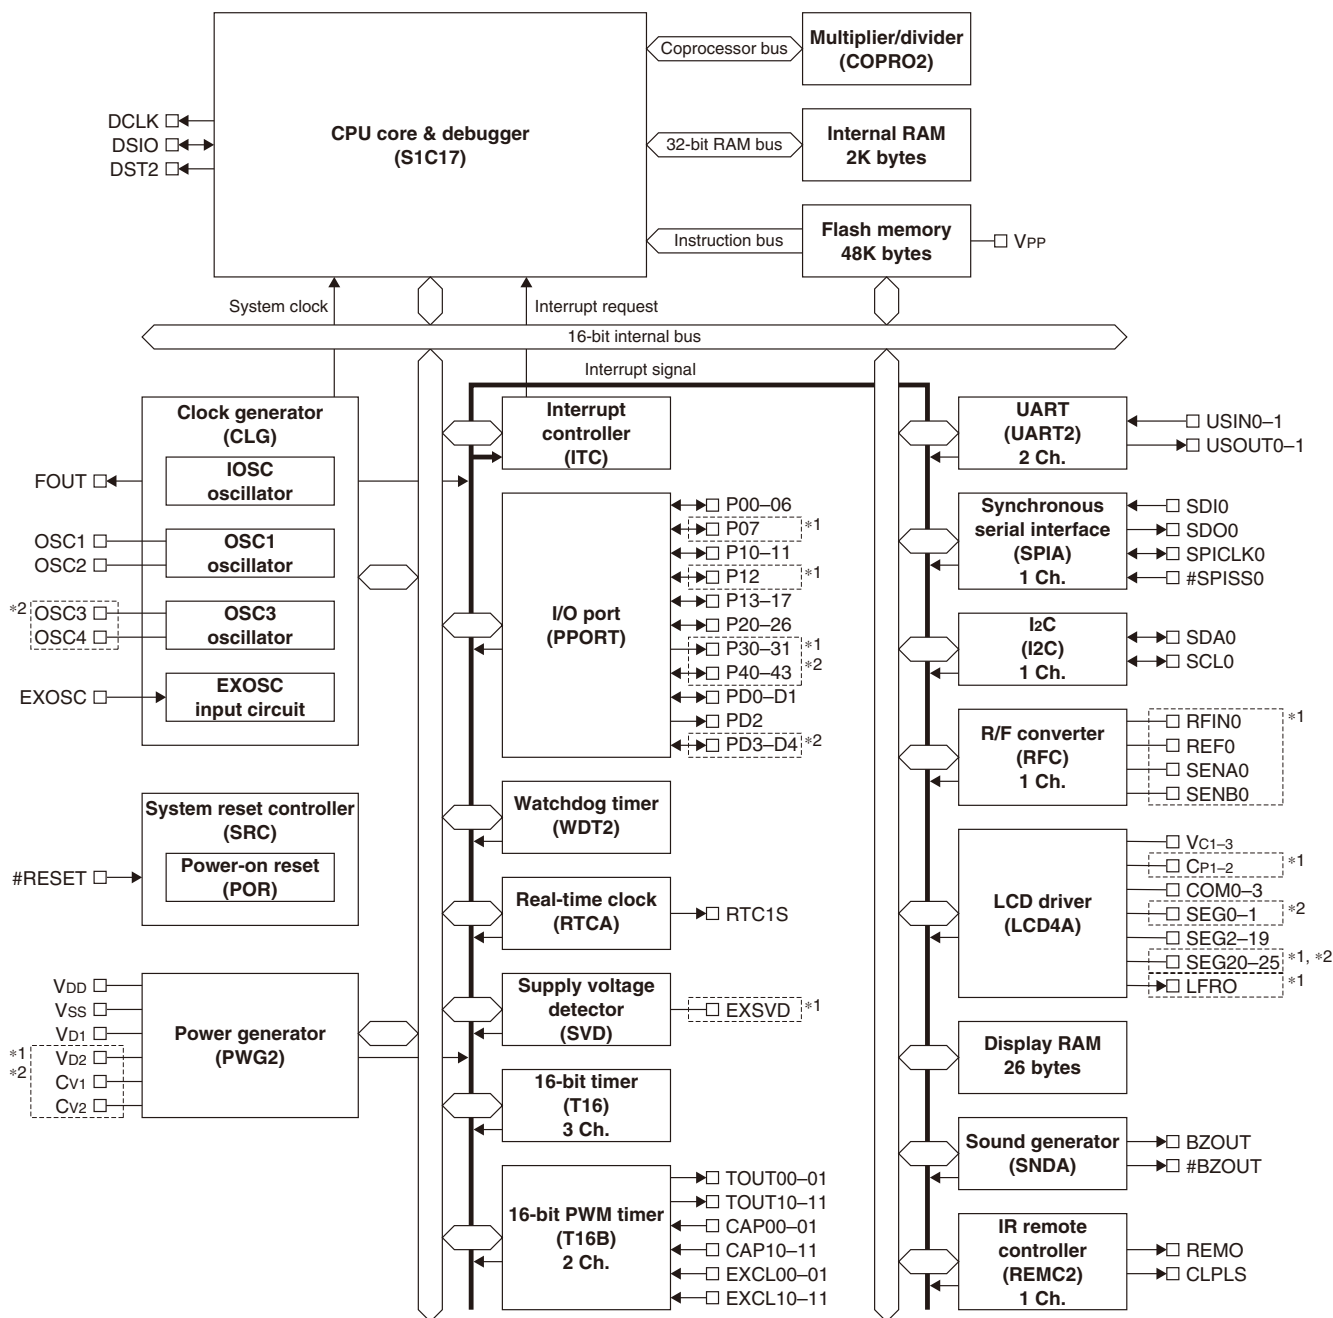 CPU core & debugger
(S1C17)
DCLK
DSIO
DST2
Coprocessor bus
Multiplier/divider
(COPRO2)
32-bit RAM bus
Internal RAM
2K bytes
Instruction bus
Flash memory
48K bytes
VPP
System clock
Interrupt request
16-bit internal bus
Interrupt signal
Clock generator
(CLG)
IOSC
oscillator
OSC1
oscillator
OSC3
oscillator
EXOSC
input circuit
FOUT
OSC1
OSC2
*2
OSC3
OSC4
EXOSC
System reset controller
(SRC)
Power-on reset
(POR)
#RESET
Power generator
(PWG2)
VDD
VSS
VD1
*1
VD2
*2
CV1
CV2
Interrupt
controller
(ITC)
I/O port
(PPORT)
P00–06
P07
*1
P10–11
P12
*1
P13–17
P20–26
P30–31
*1
P40–43
*2
PD0–D1
PD2
PD3–D4
*2
Watchdog timer
(WDT2)
Real-time clock
(RTCA)
RTC1S
Supply voltage
detector
(SVD)
EXSVD
*1
16-bit timer
(T16)
3 Ch.
16-bit PWM timer
(T16B)
2 Ch.
TOUT00–01
TOUT10–11
CAP00–01
CAP10–11
EXCL00–01
EXCL10–11
UART
(UART2)
2 Ch.
USIN0–1
USOUT0–1
Synchronous
serial interface
(SPIA)
1 Ch.
SDI0
SDO0
SPICLK0
#SPISS0
I2C
(I2C)
1 Ch.
SDA0
SCL0
R/F converter
(RFC)
1 Ch.
RFIN0
*1
REF0
SENA0
SENB0
LCD driver
(LCD4A)
VC1–3
CP1–2
*1
COM0–3
SEG0–1
*2
SEG2–19
SEG20–25
*1, *2
LFRO
*1
Display RAM
26 bytes
Sound generator
(SNDA)
BZOUT
#BZOUT
IR remote
controller
(REMC2)
1 Ch.
REMO
CLPLS